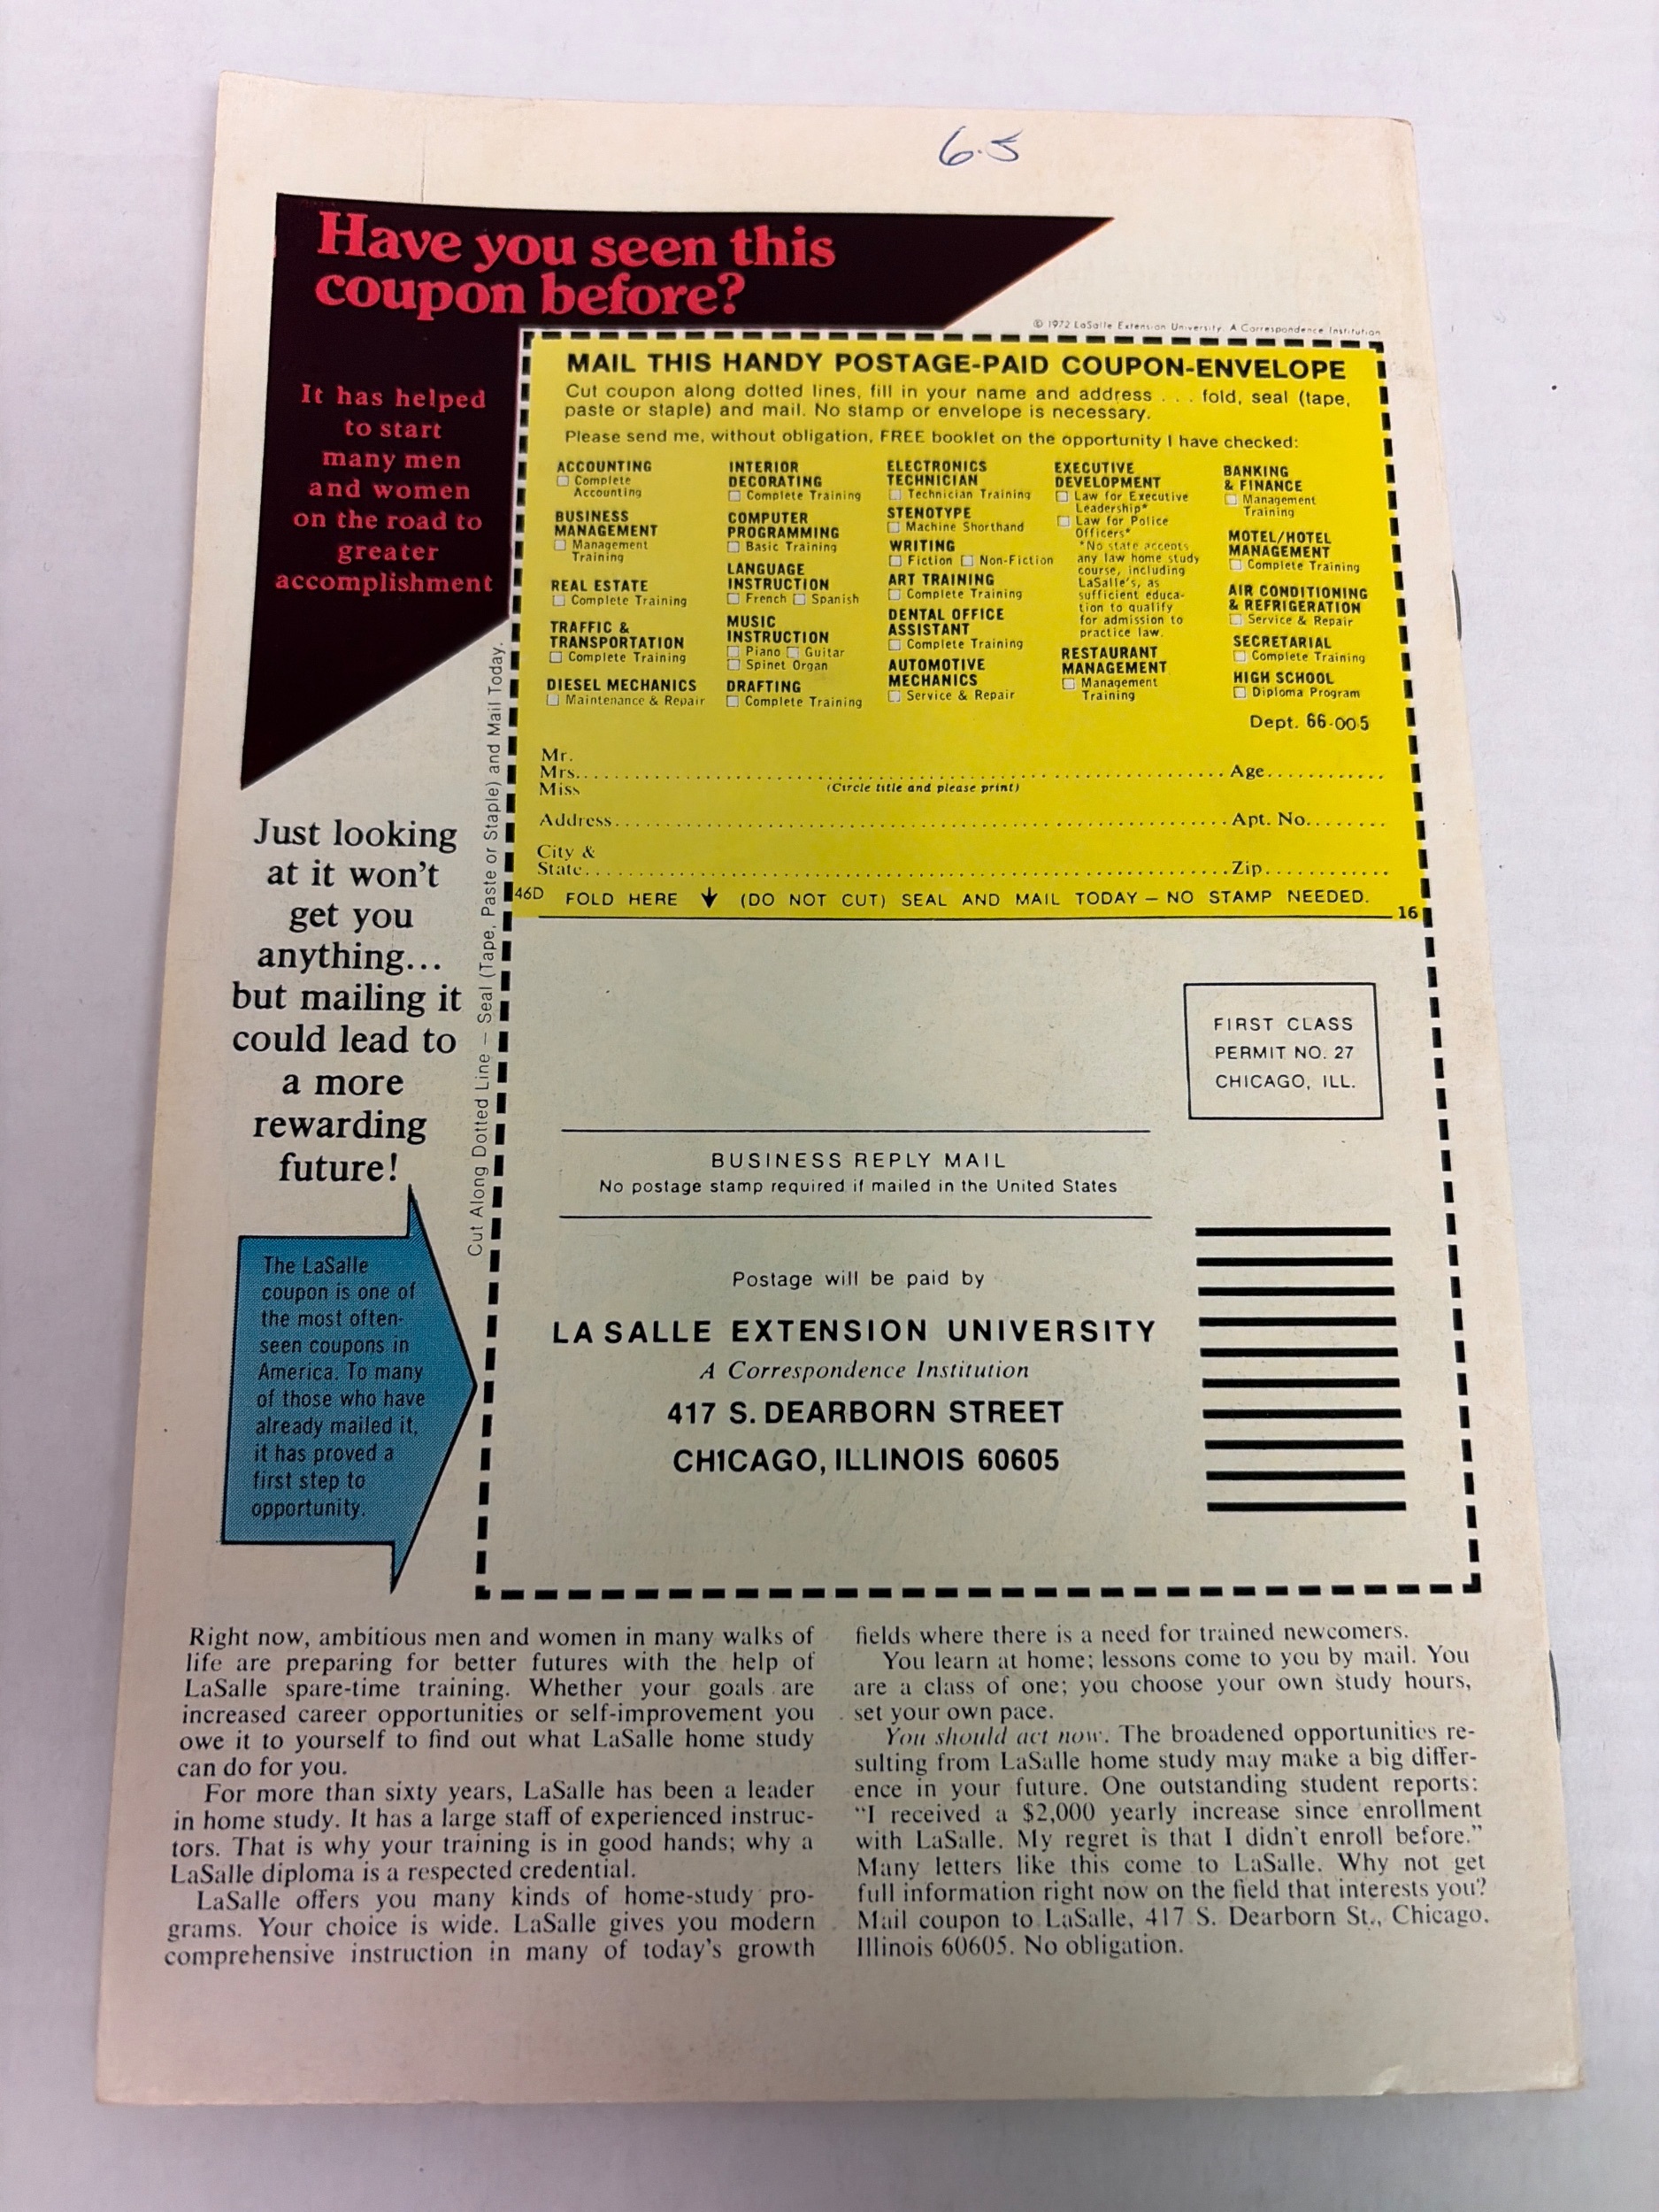 6.5
Have you seen this
coupon before?
It has helped
to start
many men
and women
on the road to
greater
accomplishment
© 1972 LaSalle Extension University. A Correspondence Institution
MAIL THIS HANDY POSTAGE-PAID COUPON-ENVELOPE
Cut coupon along dotted lines, fill in your name and address . . . fold, seal (tape,
paste or staple) and mail. No stamp or envelope is necessary.
Please send me, without obligation, FREE booklet on the opportunity I have checked:
ACCOUNTING
Complete
Accounting
BUSINESS
MANAGEMENT
Management
Training
REAL ESTATE
Complete Training
TRAFFIC &
TRANSPORTATION
Complete Training
DIESEL MECHANICS
Maintenance & Repair
INTERIOR
DECORATING
Complete Training
COMPUTER
PROGRAMMING
Basic Training
LANGUAGE
INSTRUCTION
French Spanish
MUSIC
INSTRUCTION
Piano Guitar
Spinet Organ
DRAFTING
Complete Training
ELECTRONICS
TECHNICIAN
Technician Training
STENOTYPE
Machine Shorthand
WRITING
Fiction Non-Fiction
ART TRAINING
Complete Training
DENTAL OFFICE
ASSISTANT
Complete Training
AUTOMOTIVE
MECHANICS
Service & Repair
EXECUTIVE
DEVELOPMENT
Law for Executive
Leadership*
Law for Police
Officers*
*No state accepts
any law home study
course, including
LaSalle's, as
sufficient educa-
tion to qualify
for admission to
practice law.
RESTAURANT
MANAGEMENT
Management
Training
BANKING
& FINANCE
Management
Training
MOTEL/HOTEL
MANAGEMENT
Complete Training
AIR CONDITIONING
& REFRIGERATION
Service & Repair
SECRETARIAL
Complete Training
HIGH SCHOOL
Diploma Program
Dept. 66-005
Mr.
Mrs. Age
Miss (Circle title and please print)
Address Apt. No.
City &
State Zip
46D FOLD HERE ↓ (DO NOT CUT) SEAL AND MAIL TODAY — NO STAMP NEEDED.
16
Cut Along Dotted Line — Seal (Tape, Paste or Staple) and Mail Today.
Just looking
at it won't
get you
anything...
but mailing it
could lead to
a more
rewarding
future!
FIRST CLASS
PERMIT NO. 27
CHICAGO, ILL.
BUSINESS REPLY MAIL
No postage stamp required if mailed in the United States
Postage will be paid by
LA SALLE EXTENSION UNIVERSITY
A Correspondence Institution
417 S. DEARBORN STREET
CHICAGO, ILLINOIS 60605
The LaSalle
coupon is one of
the most often-
seen coupons in
America. To many
of those who have
already mailed it,
it has proved a
first step to
opportunity.
Right now, ambitious men and women in many walks of
life are preparing for better futures with the help of
LaSalle spare-time training. Whether your goals are
increased career opportunities or self-improvement you
owe it to yourself to find out what LaSalle home study
can do for you.
For more than sixty years, LaSalle has been a leader
in home study. It has a large staff of experienced instruc-
tors. That is why your training is in good hands; why a
LaSalle diploma is a respected credential.
LaSalle offers you many kinds of home-study pro-
grams. Your choice is wide. LaSalle gives you modern
comprehensive instruction in many of today's growth
fields where there is a need for trained newcomers.
You learn at home; lessons come to you by mail. You
are a class of one; you choose your own study hours,
set your own pace.
You should act now. The broadened opportunities re-
sulting from LaSalle home study may make a big differ-
ence in your future. One outstanding student reports:
"I received a $2,000 yearly increase since enrollment
with LaSalle. My regret is that I didn't enroll before."
Many letters like this come to LaSalle. Why not get
full information right now on the field that interests you?
Mail coupon to LaSalle, 417 S. Dearborn St., Chicago,
Illinois 60605. No obligation.